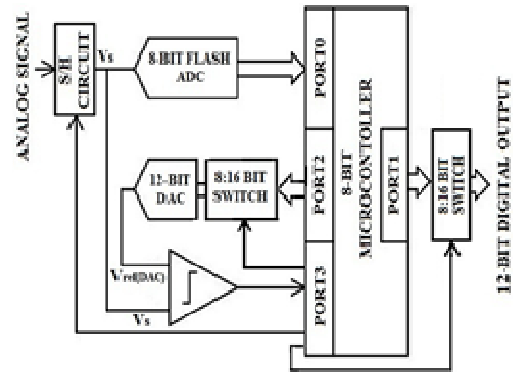 ANALOG SIGNAL
S/H
CIRCUIT
Vs
8-BIT FLASH
ADC
PORT0
8-BIT
MICROCONTOLLER
PORT2
PORT1
PORT3
12-BIT
DAC
8:16 BIT
SWITCH
8:16 BIT
SWITCH
12-BIT DIGITAL OUTPUT
Vref(DAC)
Vs